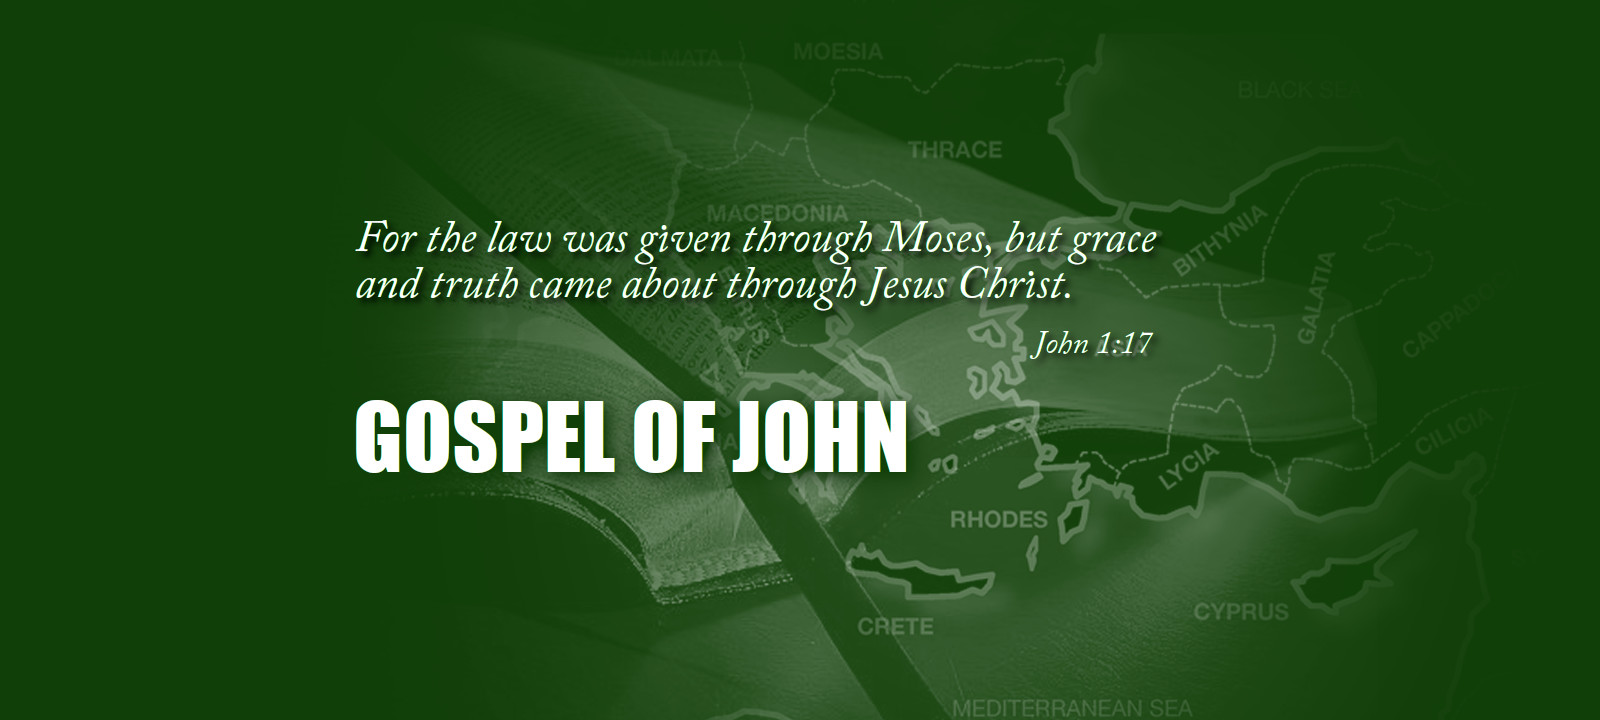 MOESIA
THRACE
MACEDONIA
For the law was given through Moses, but grace
and truth came about through Jesus Christ.
BITHYNIA
GALATIA
John 1:17
ASIA
GOSPEL OF JOHN
CILICIA
LYCIA
RHODES
CYPRUS
CRETE
MEDITERRANEAN SEA